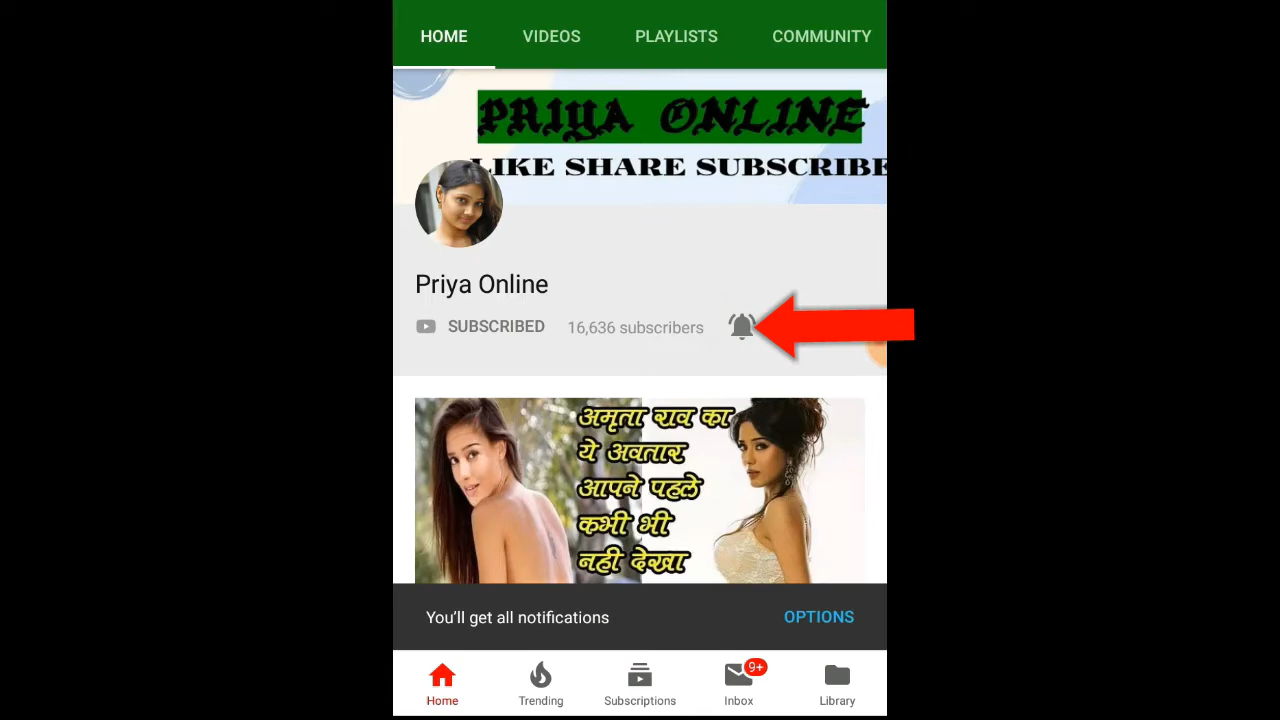 HOME VIDEOS PLAYLISTS COMMUNITY
PRIYA ONLINE
LIKE SHARE SUBSCRIBE
Priya Online
SUBSCRIBED 16,636 subscribers
अमृता राव का
ये अवतार
आपने पहले
कभी भी
नही देखा
You'll get all notifications OPTIONS
9+
Home Trending Subscriptions Inbox Library